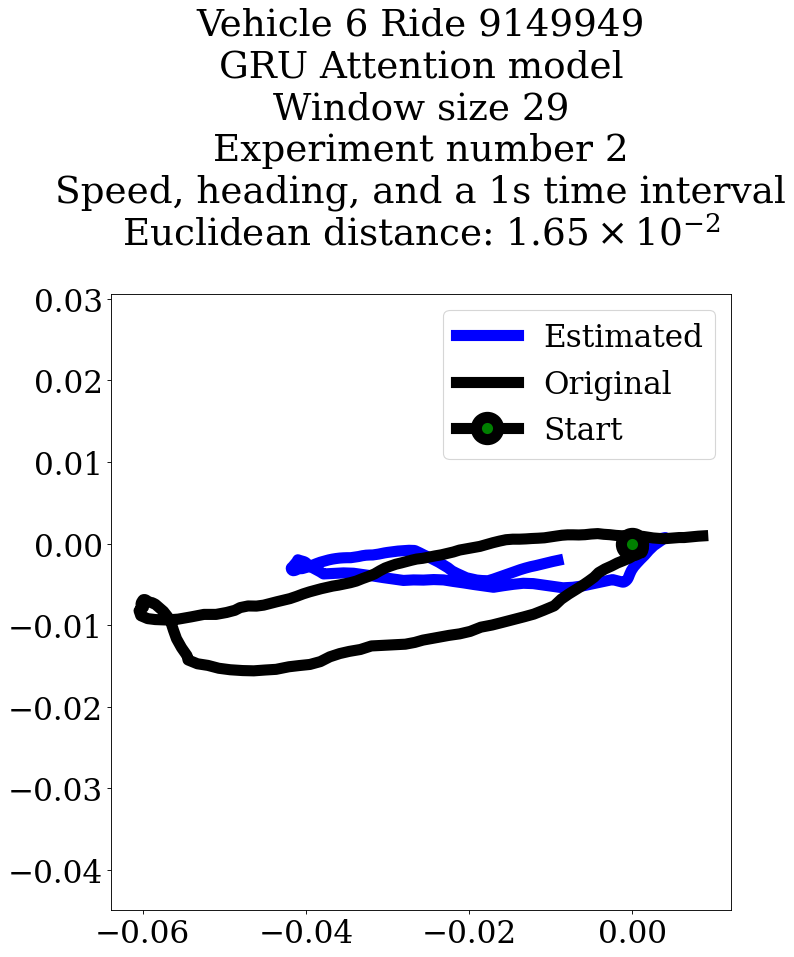 Vehicle 6 Ride 9149949
GRU Attention model
Window size 29
Experiment number 2
Speed, heading, and a 1s time interval
Euclidean distance: 1.65 × 10⁻²
Estimated
Original
Start
0.03
0.02
0.01
0.00
−0.01
−0.02
−0.03
−0.04
−0.06 −0.04 −0.02 0.00